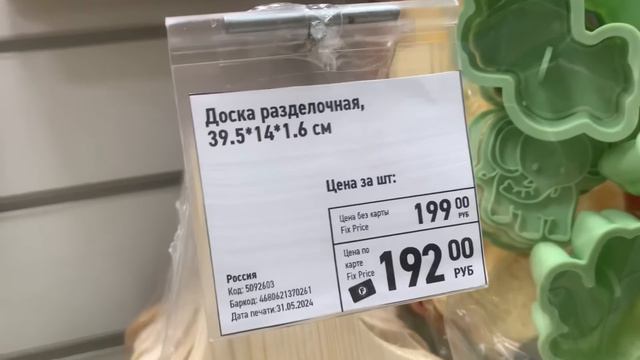 Доска разделочная,
39.5*14*1.6 см
Цена за шт:
Цена без карты
Fix Price
199 00
РУБ
Цена по
карте
Fix Price
192 00
РУБ
Россия
Код: 5092603
Баркод: 4680621370261
Дата печати:31.05.2024